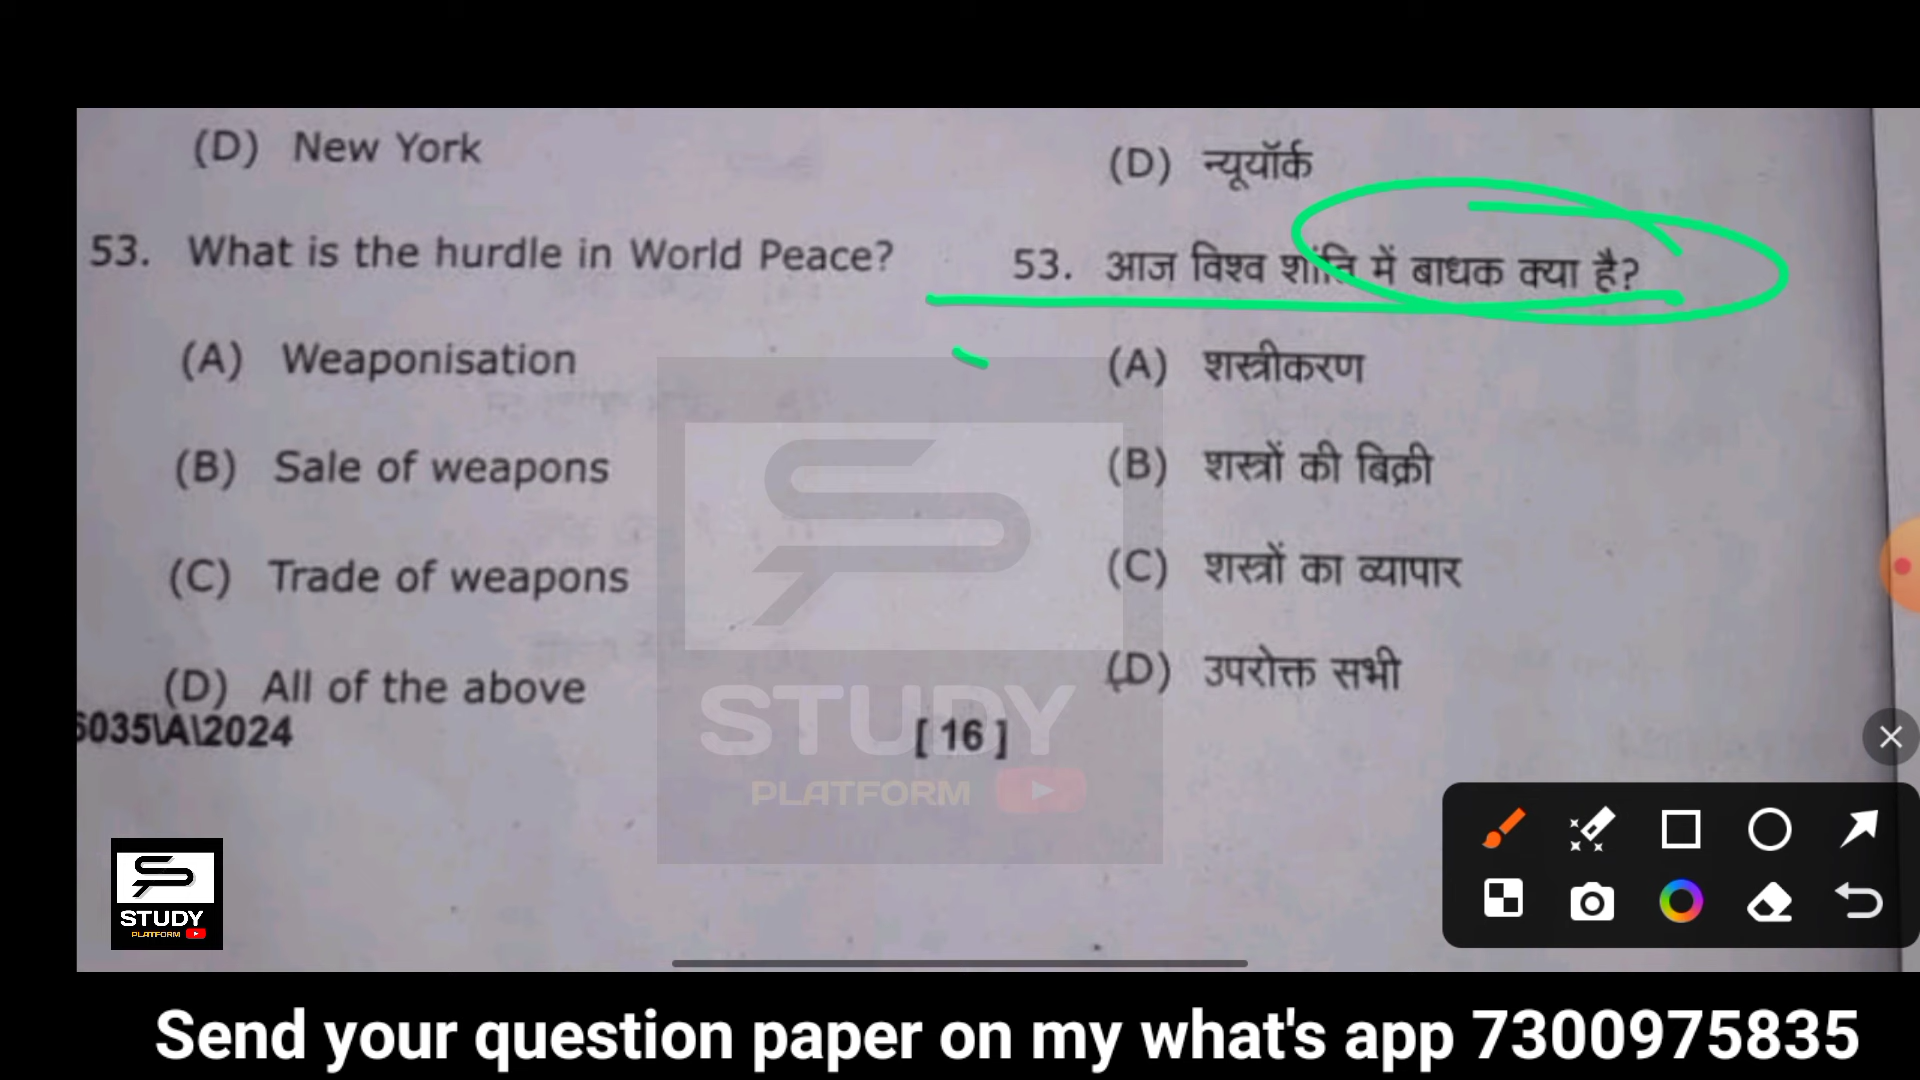 (D) New York
53. What is the hurdle in World Peace?
(A) Weaponisation
(B) Sale of weapons
(C) Trade of weapons
(D) All of the above
(D) न्यूयॉर्क
53. आज विश्व शांति में बाधक क्या है?
(A) शस्त्रीकरण
(B) शस्त्रों की बिक्री
(C) शस्त्रों का व्यापार
(D) उपरोक्त सभी
6035\A\2024
[ 16 ]
STUDY
PLATFORM
STUDY
PLATFORM
Send your question paper on my what's app 7300975835